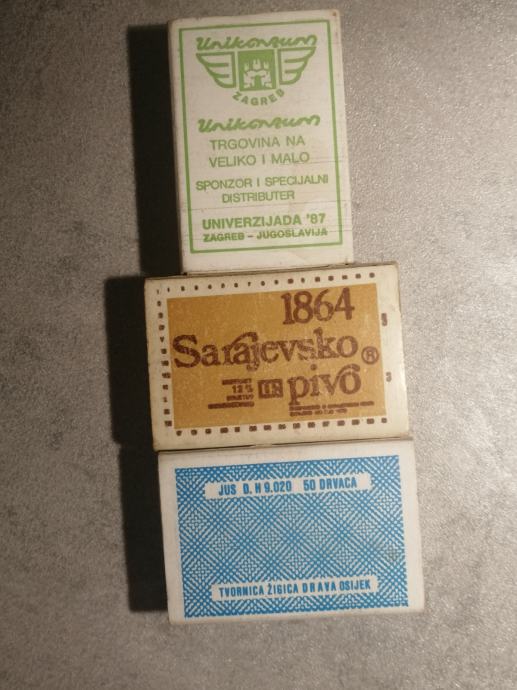 Unikonzum
ZAGREB
Unikonzum
TRGOVINA NA
VELIKO I MALO
SPONZOR I SPECIJALNI
DISTRIBUTER
UNIVERZIJADA '87
ZAGREB - JUGOSLAVIJA
1864
Sarajevsko ®
12%
pivo
JUS D. H 9.020 50 DRVACA
TVORNICA ŽIGICA DRAVA OSIJEK